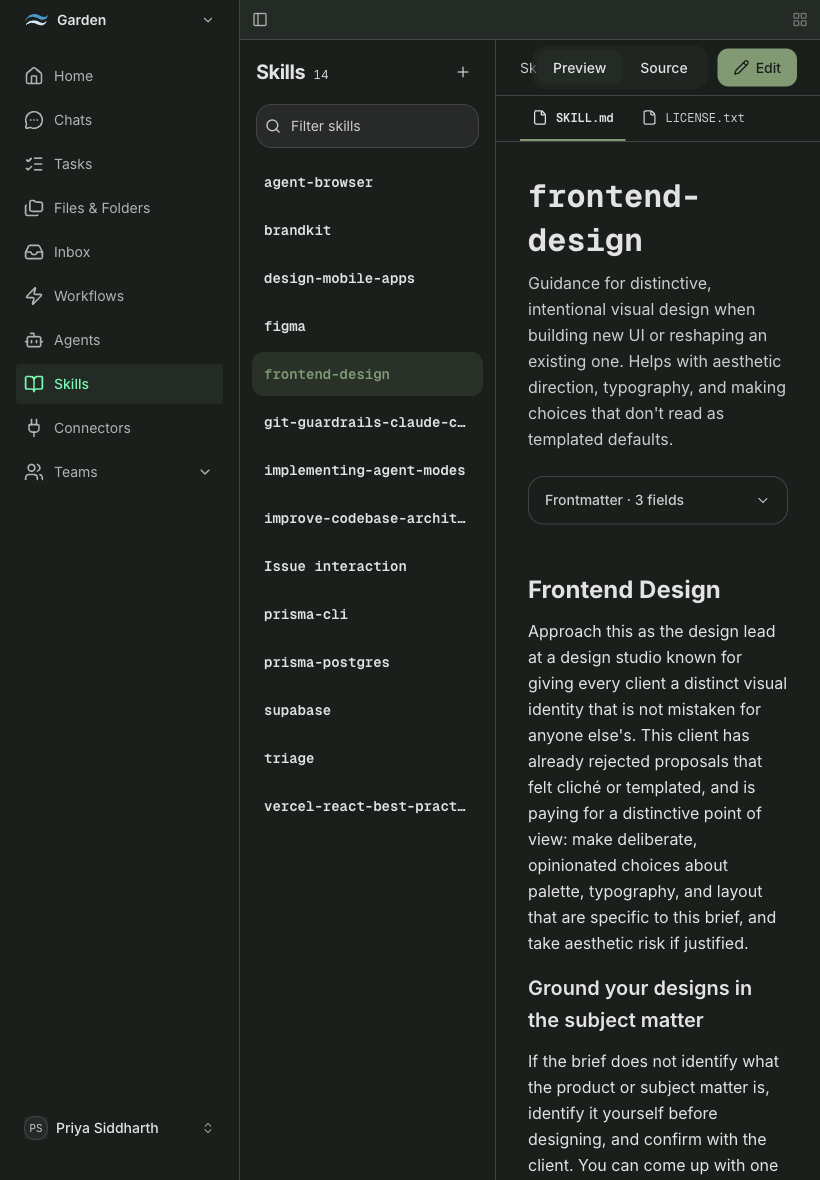 Garden
Home
Chats
Tasks
Files & Folders
Inbox
Workflows
Agents
Skills
Connectors
Teams
PS Priya Siddharth
Skills 14
Filter skills
agent-browser
brandkit
design-mobile-apps
figma
frontend-design
git-guardrails-claude-c…
implementing-agent-modes
improve-codebase-archit…
Issue interaction
prisma-cli
prisma-postgres
supabase
triage
vercel-react-best-pract…
Sk Preview Source Edit
SKILL.md LICENSE.txt
frontend-
design
Guidance for distinctive,
intentional visual design when
building new UI or reshaping an
existing one. Helps with aesthetic
direction, typography, and making
choices that don't read as
templated defaults.
Frontmatter · 3 fields
Frontend Design
Approach this as the design lead
at a design studio known for
giving every client a distinct visual
identity that is not mistaken for
anyone else's. This client has
already rejected proposals that
felt cliché or templated, and is
paying for a distinctive point of
view: make deliberate,
opinionated choices about
palette, typography, and layout
that are specific to this brief, and
take aesthetic risk if justified.
Ground your designs in
the subject matter
If the brief does not identify what
the product or subject matter is,
identify it yourself before
designing, and confirm with the
client. You can come up with one